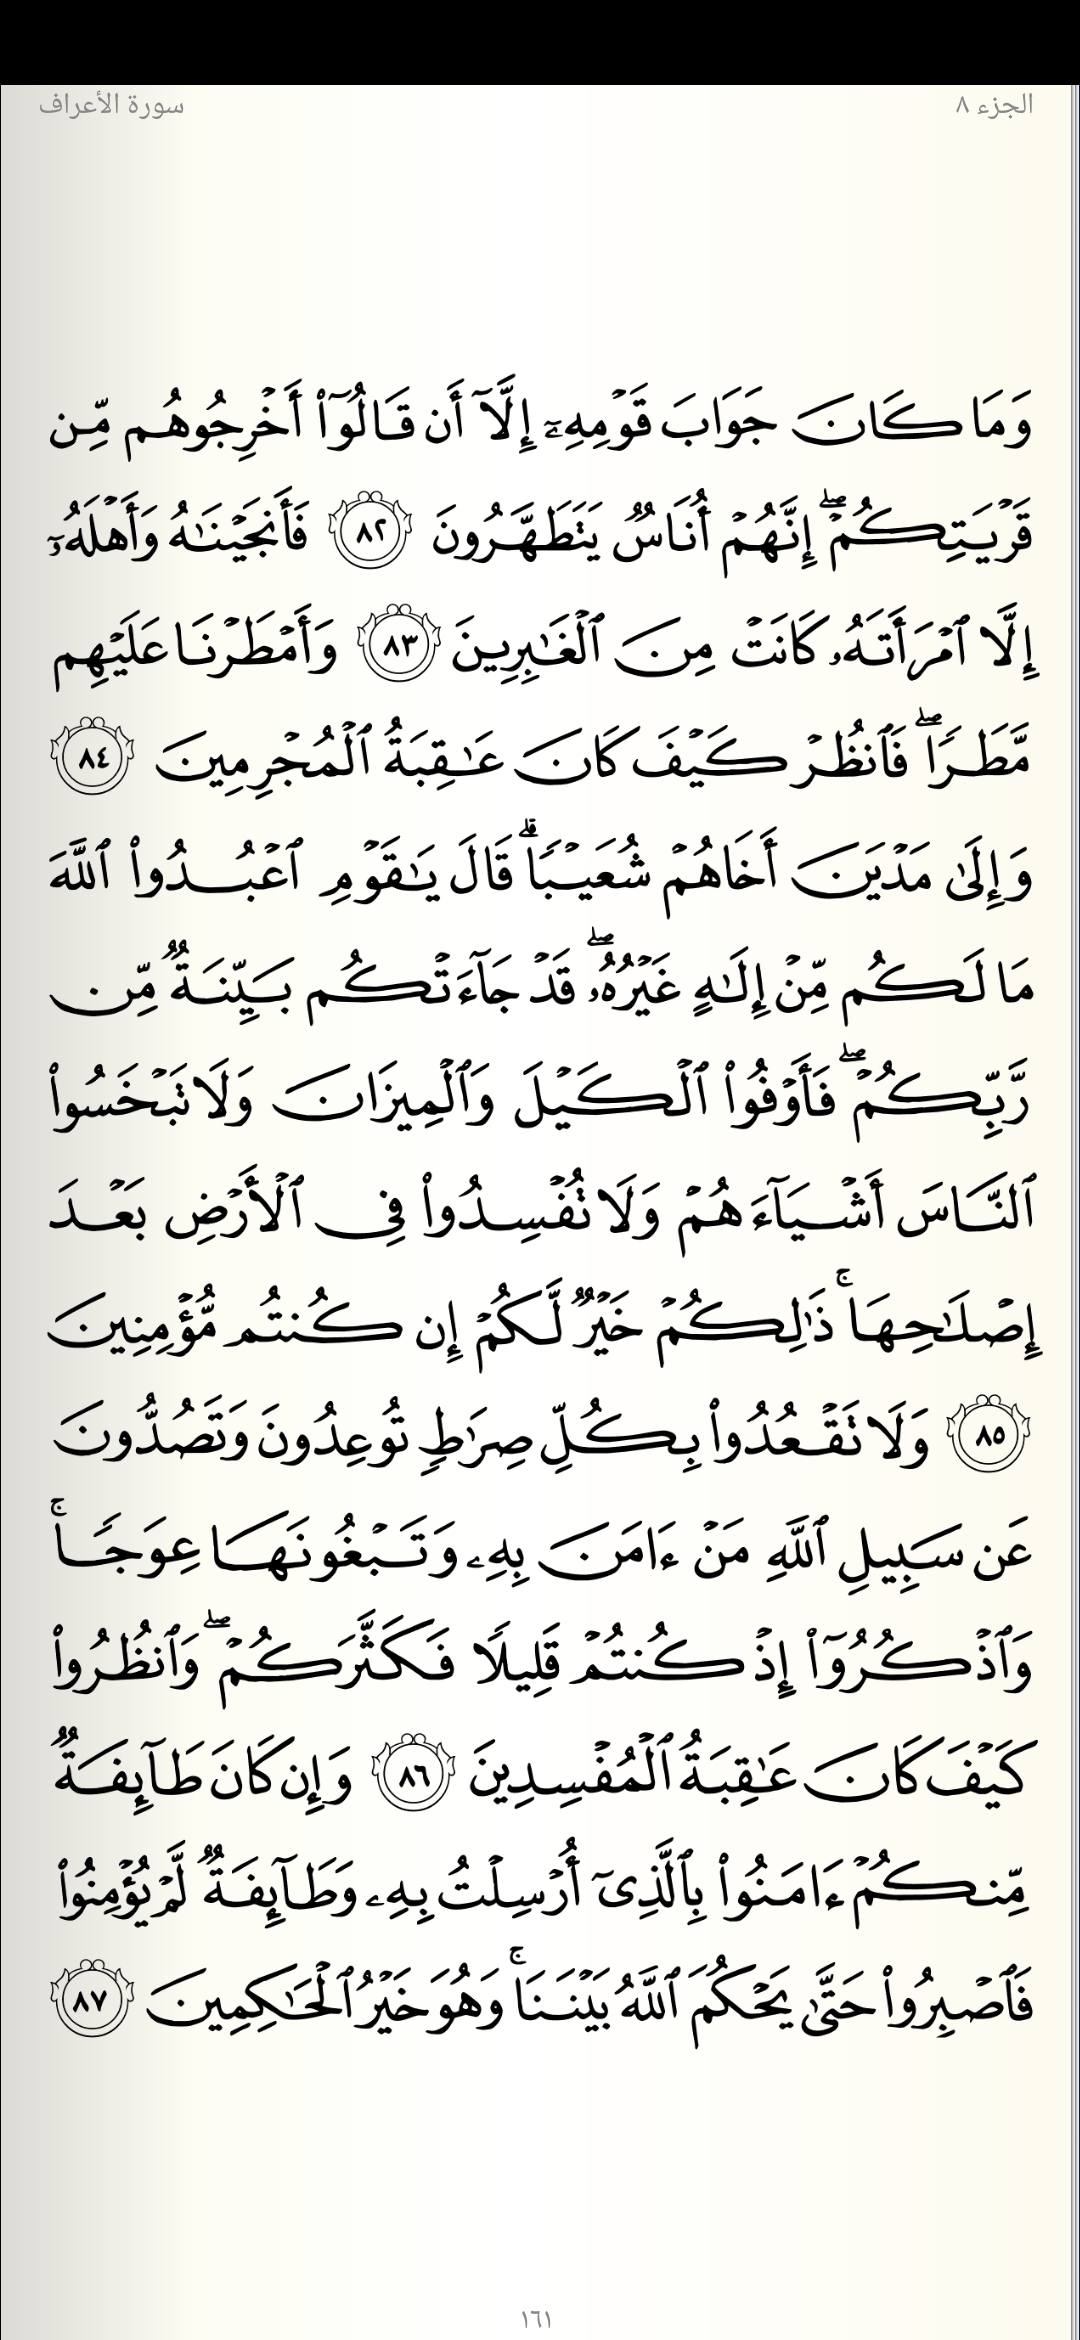 الجزء ٨
سورة الأعراف
وَمَا كَانَ جَوَابَ قَوۡمِهِۦٓ إِلَّآ أَن قَالُوٓاْ أَخۡرِجُوهُم مِّن
قَرۡيَتِكُمۡۖ إِنَّهُمۡ أُنَاسٞ يَتَطَهَّرُونَ ٨٢ فَأَنجَيۡنَٰهُ وَأَهۡلَهُۥٓ
إِلَّا ٱمۡرَأَتَهُۥ كَانَتۡ مِنَ ٱلۡغَٰبِرِينَ ٨٣ وَأَمۡطَرۡنَا عَلَيۡهِم
مَّطَرٗاۖ فَٱنظُرۡ كَيۡفَ كَانَ عَٰقِبَةُ ٱلۡمُجۡرِمِينَ ٨٤
وَإِلَىٰ مَدۡيَنَ أَخَاهُمۡ شُعَيۡبٗاۚ قَالَ يَٰقَوۡمِ ٱعۡبُدُواْ ٱللَّهَ
مَا لَكُم مِّنۡ إِلَٰهٍ غَيۡرُهُۥۖ قَدۡ جَآءَتۡكُم بَيِّنَةٞ مِّن
رَّبِّكُمۡۖ فَأَوۡفُواْ ٱلۡكَيۡلَ وَٱلۡمِيزَانَ وَلَا تَبۡخَسُواْ
ٱلنَّاسَ أَشۡيَآءَهُمۡ وَلَا تُفۡسِدُواْ فِي ٱلۡأَرۡضِ بَعۡدَ
إِصۡلَٰحِهَاۚ ذَٰلِكُمۡ خَيۡرٞ لَّكُمۡ إِن كُنتُم مُّؤۡمِنِينَ
٨٥ وَلَا تَقۡعُدُواْ بِكُلِّ صِرَٰطٖ تُوعِدُونَ وَتَصُدُّونَ
عَن سَبِيلِ ٱللَّهِ مَنۡ ءَامَنَ بِهِۦ وَتَبۡغُونَهَا عِوَجٗاۚ
وَٱذۡكُرُوٓاْ إِذۡ كُنتُمۡ قَلِيلٗا فَكَثَّرَكُمۡۖ وَٱنظُرُواْ
كَيۡفَ كَانَ عَٰقِبَةُ ٱلۡمُفۡسِدِينَ ٨٦ وَإِن كَانَ طَآئِفَةٞ
مِّنكُمۡ ءَامَنُواْ بِٱلَّذِيٓ أُرۡسِلۡتُ بِهِۦ وَطَآئِفَةٞ لَّمۡ يُؤۡمِنُواْ
فَٱصۡبِرُواْ حَتَّىٰ يَحۡكُمَ ٱللَّهُ بَيۡنَنَاۚ وَهُوَ خَيۡرُ ٱلۡحَٰكِمِينَ ٨٧
١٦١